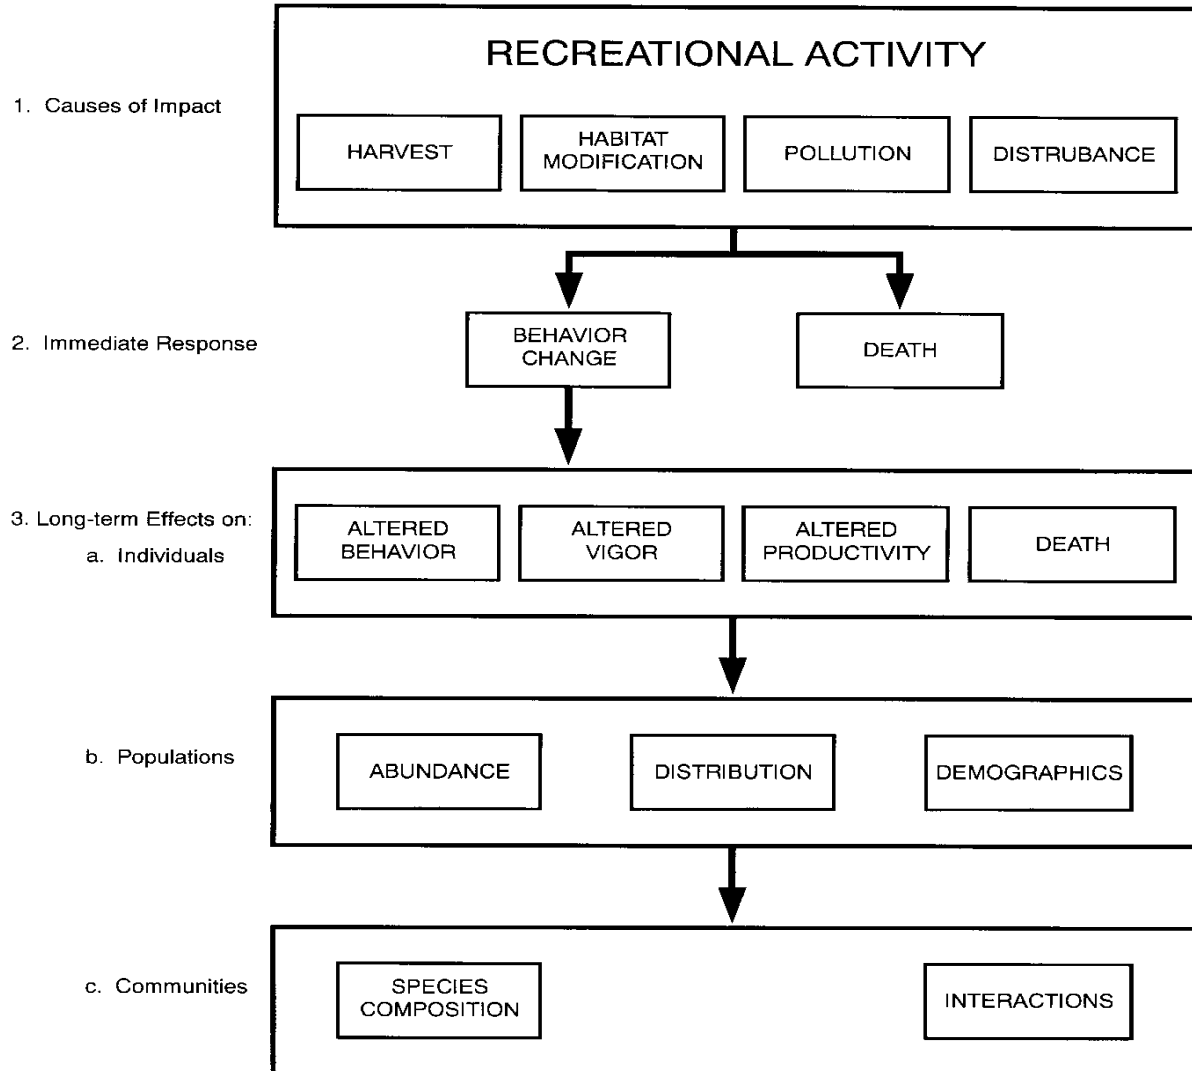 RECREATIONAL ACTIVITY
1. Causes of Impact
HARVEST
HABITAT
MODIFICATION
POLLUTION
DISTRUBANCE
2. Immediate Response
BEHAVIOR
CHANGE
DEATH
3. Long-term Effects on:
a. Individuals
ALTERED
BEHAVIOR
ALTERED
VIGOR
ALTERED
PRODUCTIVITY
DEATH
b. Populations
ABUNDANCE
DISTRIBUTION
DEMOGRAPHICS
c. Communities
SPECIES
COMPOSITION
INTERACTIONS